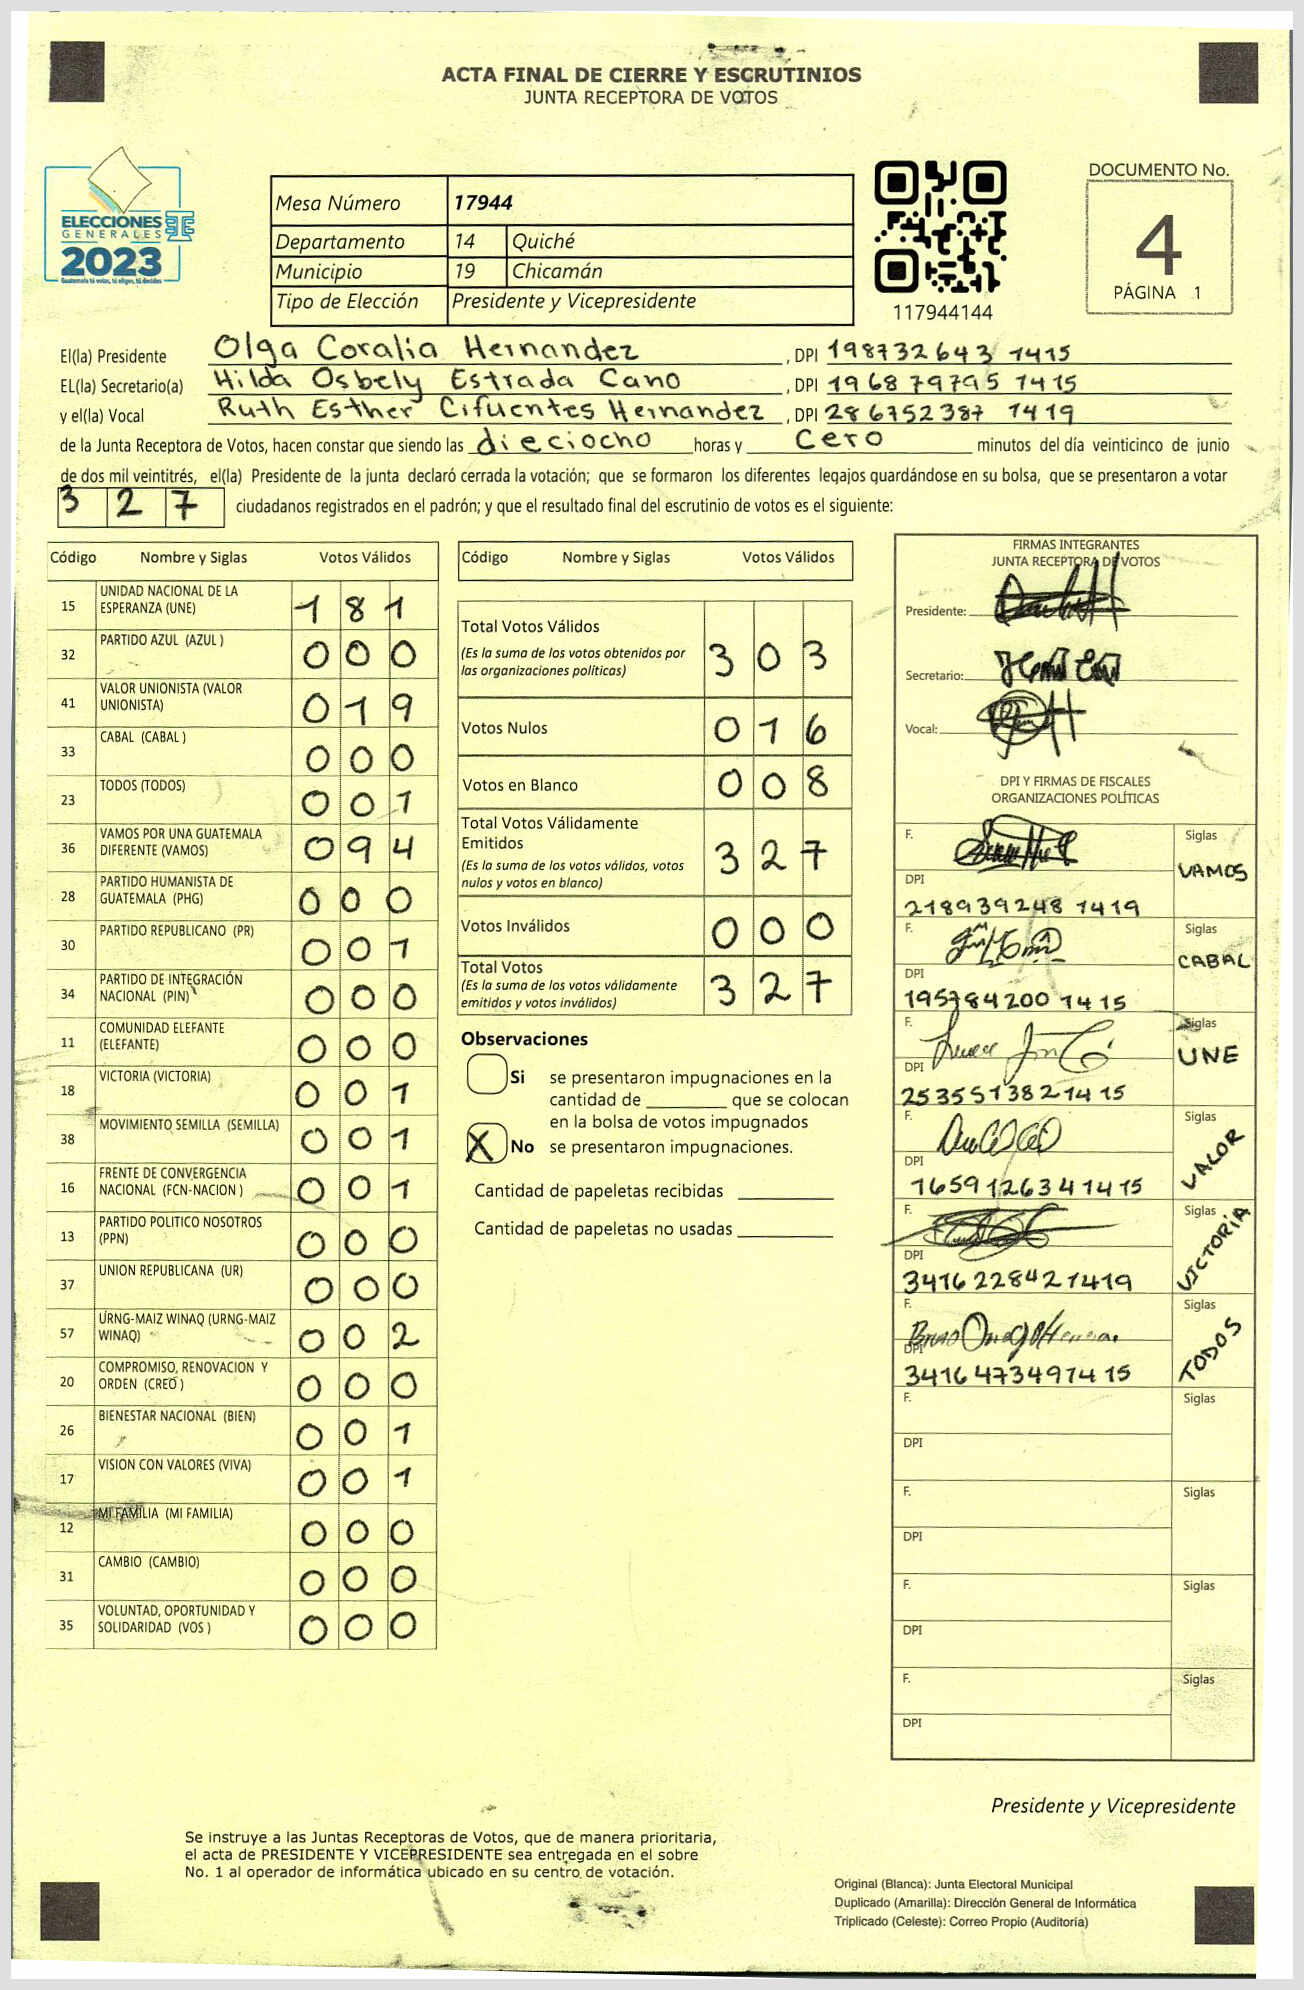 ACTA FINAL DE CIERRE Y ESCRUTINIOS
JUNTA RECEPTORA DE VOTOS
ELECCIONES
GENERALES
2023
Guatemala tú votas, tú eliges, tú decides
Mesa Número 17944
Departamento 14 Quiché
Municipio 19 Chicamán
Tipo de Elección Presidente y Vicepresidente
117944144
DOCUMENTO No.
4
PÁGINA 1
El(la) Presidente Olga Coralia Hernandez , DPI 198732643 1415
EL(la) Secretario(a) Hilda Osbely Estrada Cano , DPI 196879795 1415
y el(la) Vocal Ruth Esther Cifuentes Hernandez , DPI 286752387 1419
de la Junta Receptora de Votos, hacen constar que siendo las dieciocho horas y cero minutos del día veinticinco de junio
de dos mil veintitrés, el(la) Presidente de la junta declaró cerrada la votación; que se formaron los diferentes legajos guardándose en su bolsa, que se presentaron a votar
327 ciudadanos registrados en el padrón; y que el resultado final del escrutinio de votos es el siguiente:
Código Nombre y Siglas Votos Válidos
15 UNIDAD NACIONAL DE LA ESPERANZA (UNE) 181
32 PARTIDO AZUL (AZUL ) 000
41 VALOR UNIONISTA (VALOR UNIONISTA) 019
33 CABAL (CABAL ) 000
23 TODOS (TODOS) 001
36 VAMOS POR UNA GUATEMALA DIFERENTE (VAMOS) 094
28 PARTIDO HUMANISTA DE GUATEMALA (PHG) 000
30 PARTIDO REPUBLICANO (PR) 001
34 PARTIDO DE INTEGRACIÓN NACIONAL (PIN) 000
11 COMUNIDAD ELEFANTE (ELEFANTE) 000
18 VICTORIA (VICTORIA) 001
38 MOVIMIENTO SEMILLA (SEMILLA) 001
16 FRENTE DE CONVERGENCIA NACIONAL (FCN-NACION ) 001
13 PARTIDO POLITICO NOSOTROS (PPN) 000
37 UNION REPUBLICANA (UR) 000
57 URNG-MAIZ WINAQ (URNG-MAIZ WINAQ) 002
20 COMPROMISO, RENOVACION Y ORDEN (CREO ) 000
26 BIENESTAR NACIONAL (BIEN) 001
17 VISION CON VALORES (VIVA) 001
12 MI FAMILIA (MI FAMILIA) 000
31 CAMBIO (CAMBIO) 000
35 VOLUNTAD, OPORTUNIDAD Y SOLIDARIDAD (VOS ) 000
Código Nombre y Siglas Votos Válidos
Total Votos Válidos
(Es la suma de los votos obtenidos por
las organizaciones políticas) 303
Votos Nulos 016
Votos en Blanco 008
Total Votos Válidamente
Emitidos
(Es la suma de los votos válidos, votos
nulos y votos en blanco) 327
Votos Inválidos 000
Total Votos
(Es la suma de los votos válidamente
emitidos y votos inválidos) 327
Observaciones
Si se presentaron impugnaciones en la
cantidad de ________ que se colocan
en la bolsa de votos impugnados
X No se presentaron impugnaciones.
Cantidad de papeletas recibidas
Cantidad de papeletas no usadas
FIRMAS INTEGRANTES
JUNTA RECEPTORA DE VOTOS
Presidente:
Secretario:
Vocal:
DPI Y FIRMAS DE FISCALES
ORGANIZACIONES POLÍTICAS
F. Siglas
VAMOS
DPI
218939248 1419
F. Siglas
CABAL
DPI
195784200 1415
F. Siglas
UNE
DPI
253551382 1415
F. Siglas
VALOR
DPI
165912634 1415
F. Siglas
VICTORIA
DPI
341622842 1419
F. Siglas
TODOS
DPI
341647349 1415
F. Siglas
DPI
F. Siglas
DPI
F. Siglas
DPI
F. Siglas
DPI
Presidente y Vicepresidente
Se instruye a las Juntas Receptoras de Votos, que de manera prioritaria,
el acta de PRESIDENTE Y VICEPRESIDENTE sea entregada en el sobre
No. 1 al operador de informática ubicado en su centro de votación.
Original (Blanca): Junta Electoral Municipal
Duplicado (Amarilla): Dirección General de Informática
Triplicado (Celeste): Correo Propio (Auditoría)